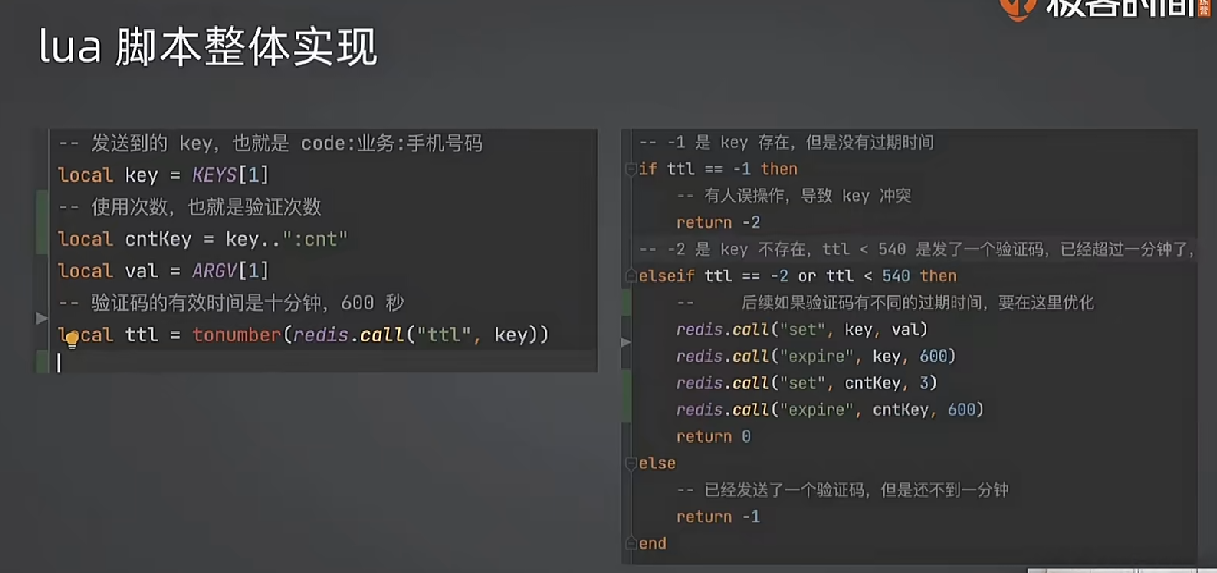 极客时间
lua 脚本整体实现
-- 发送到的 key，也就是 code:业务:手机号码
local key = KEYS[1]
-- 使用次数，也就是验证次数
local cntKey = key..":cnt"
local val = ARGV[1]
-- 验证码的有效时间是十分钟，600 秒
local ttl = tonumber(redis.call("ttl", key))
-- -1 是 key 存在，但是没有过期时间
if ttl == -1 then
-- 有人误操作，导致 key 冲突
return -2
-- -2 是 key 不存在，ttl < 540 是发了一个验证码，已经超过一分钟了，
elseif ttl == -2 or ttl < 540 then
-- 后续如果验证码有不同的过期时间，要在这里优化
redis.call("set", key, val)
redis.call("expire", key, 600)
redis.call("set", cntKey, 3)
redis.call("expire", cntKey, 600)
return 0
else
-- 已经发送了一个验证码，但是还不到一分钟
return -1
end